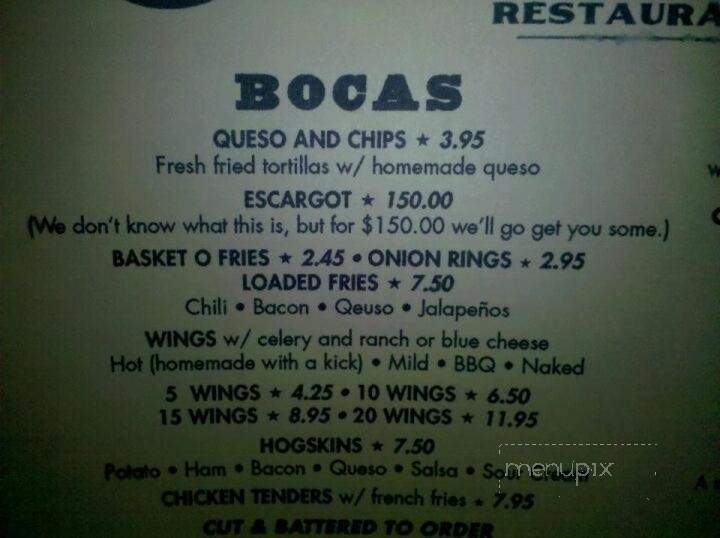 RESTAURA
BOCAS
QUESO AND CHIPS ★ 3.95
Fresh fried tortillas w/ homemade queso
ESCARGOT ★ 150.00
(We don't know what this is, but for $150.00 we'll go get you some.)
BASKET O FRIES ★ 2.45 • ONION RINGS ★ 2.95
LOADED FRIES ★ 7.50
Chili • Bacon • Qeuso • Jalapeños
WINGS w/ celery and ranch or blue cheese
Hot (homemade with a kick) • Mild • BBQ • Naked
5 WINGS ★ 4.25 • 10 WINGS ★ 6.50
15 WINGS ★ 8.95 • 20 WINGS ★ 11.95
HOGSKINS ★ 7.50
Potato • Ham • Bacon • Queso • Salsa • Sour Cream
menupix
CHICKEN TENDERS w/ french fries ★ 7.95
CUT & BATTERED TO ORDER